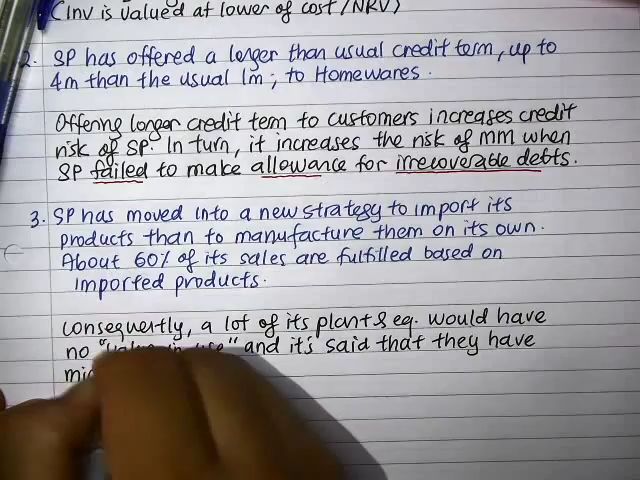 (Inv is valued at lower of cost/NRV)
2. SP has offered a longer than usual credit term, up to
4m than the usual 1m; to Homewares.
Offering longer credit tem to customers increases credit
risk of SP. In turn, it increases the risk of MM when
SP failed to make allowance for irrecoverable debts.
3. SP has moved into a new strategy to import its
products than to manufacture them on its own.
About 60% of its sales are fulfilled based on
imported products.
Consequently, a lot of its plant & eq. would have
no "value in use" and it's said that they have